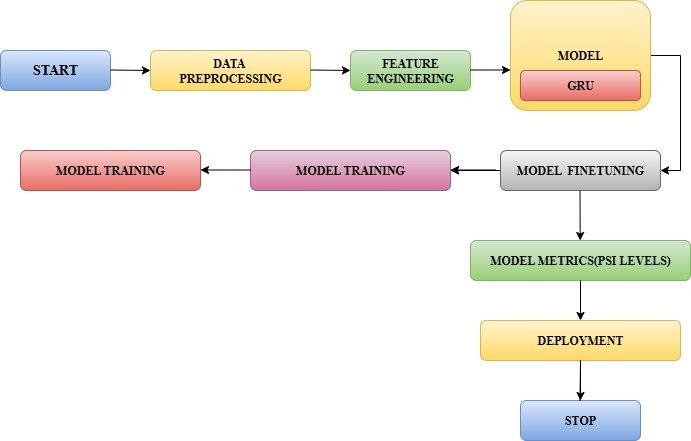 START
DATA
PREPROCESSING
FEATURE
ENGINEERING
MODEL
GRU
MODEL TRAINING
MODEL TRAINING
MODEL FINETUNING
MODEL METRICS(PSI LEVELS)
DEPLOYMENT
STOP